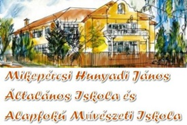 Mikepércsi Hunyadi János
Általános Iskola és
Alapfokú Művészeti Iskola